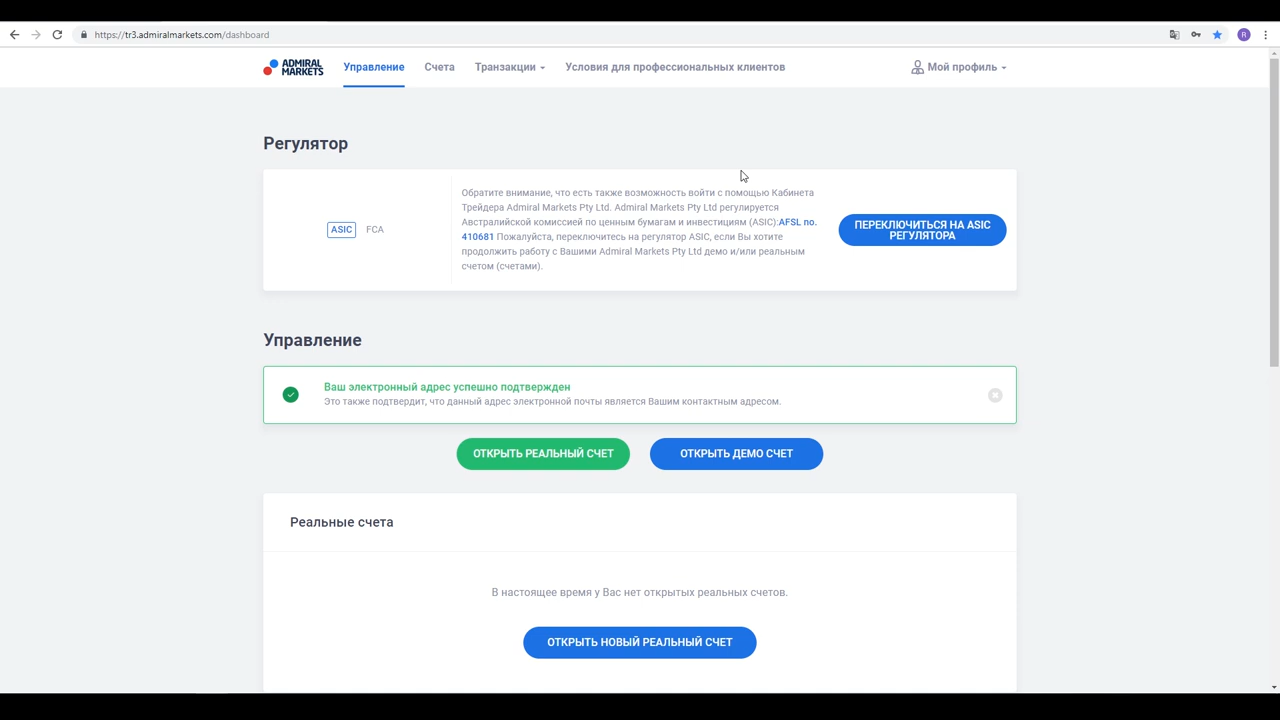 https://tr3.admiralmarkets.com/dashboard
R
ADMIRAL
MARKETS
Управление
Счета
Транзакции
Условия для профессиональных клиентов
Мой профиль
Регулятор
ASIC
FCA
Обратите внимание, что есть также возможность войти с помощью Кабинета
Трейдера Admiral Markets Pty Ltd. Admiral Markets Pty Ltd регулируется
Австралийской комиссией по ценным бумагам и инвестициям (ASIC):AFSL no.
410681 Пожалуйста, переключитесь на регулятор ASIC, если Вы хотите
продолжить работу с Вашими Admiral Markets Pty Ltd демо и/или реальным
счетом (счетами).
ПЕРЕКЛЮЧИТЬСЯ НА ASIC
РЕГУЛЯТОРА
Управление
Ваш электронный адрес успешно подтвержден
Это также подтвердит, что данный адрес электронной почты является Вашим контактным адресом.
ОТКРЫТЬ РЕАЛЬНЫЙ СЧЕТ
ОТКРЫТЬ ДЕМО СЧЕТ
Реальные счета
В настоящее время у Вас нет открытых реальных счетов.
ОТКРЫТЬ НОВЫЙ РЕАЛЬНЫЙ СЧЕТ